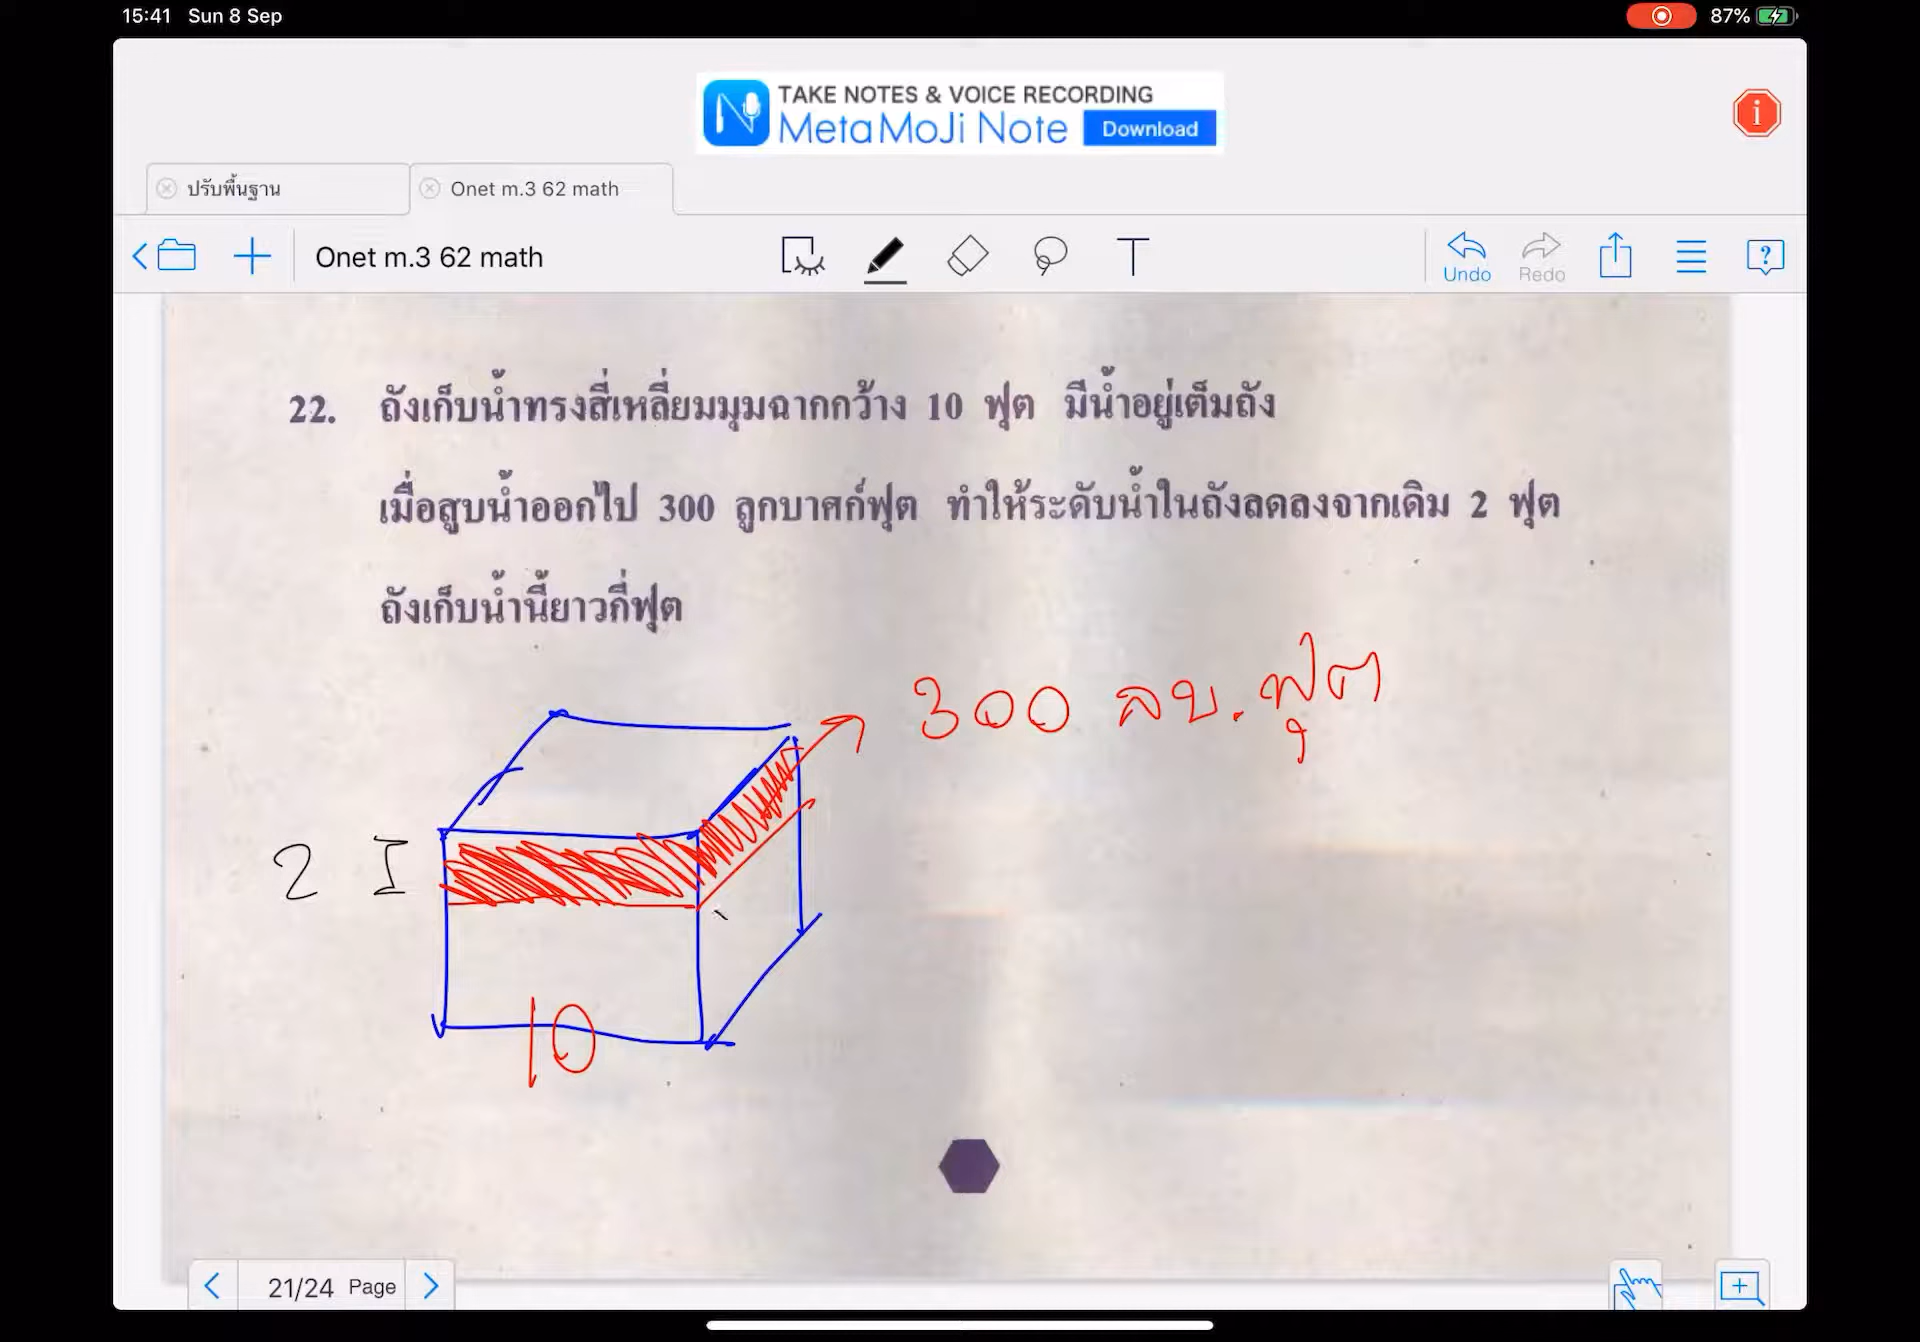 15:41 Sun 8 Sep
87%
TAKE NOTES & VOICE RECORDING
MetaMoJi Note Download
ปรับพื้นฐาน
Onet m.3 62 math
Onet m.3 62 math
T
Undo
Redo
22. ถังเก็บน้ำทรงสี่เหลี่ยมมุมฉากกว้าง 10 ฟุต มีน้ำอยู่เต็มถัง
เมื่อสูบน้ำออกไป 300 ลูกบาศก์ฟุต ทำให้ระดับน้ำในถังลดลงจากเดิม 2 ฟุต
ถังเก็บน้ำนี้ยาวกี่ฟุต
300 ลบ.ฟุต
2
10
21/24 Page